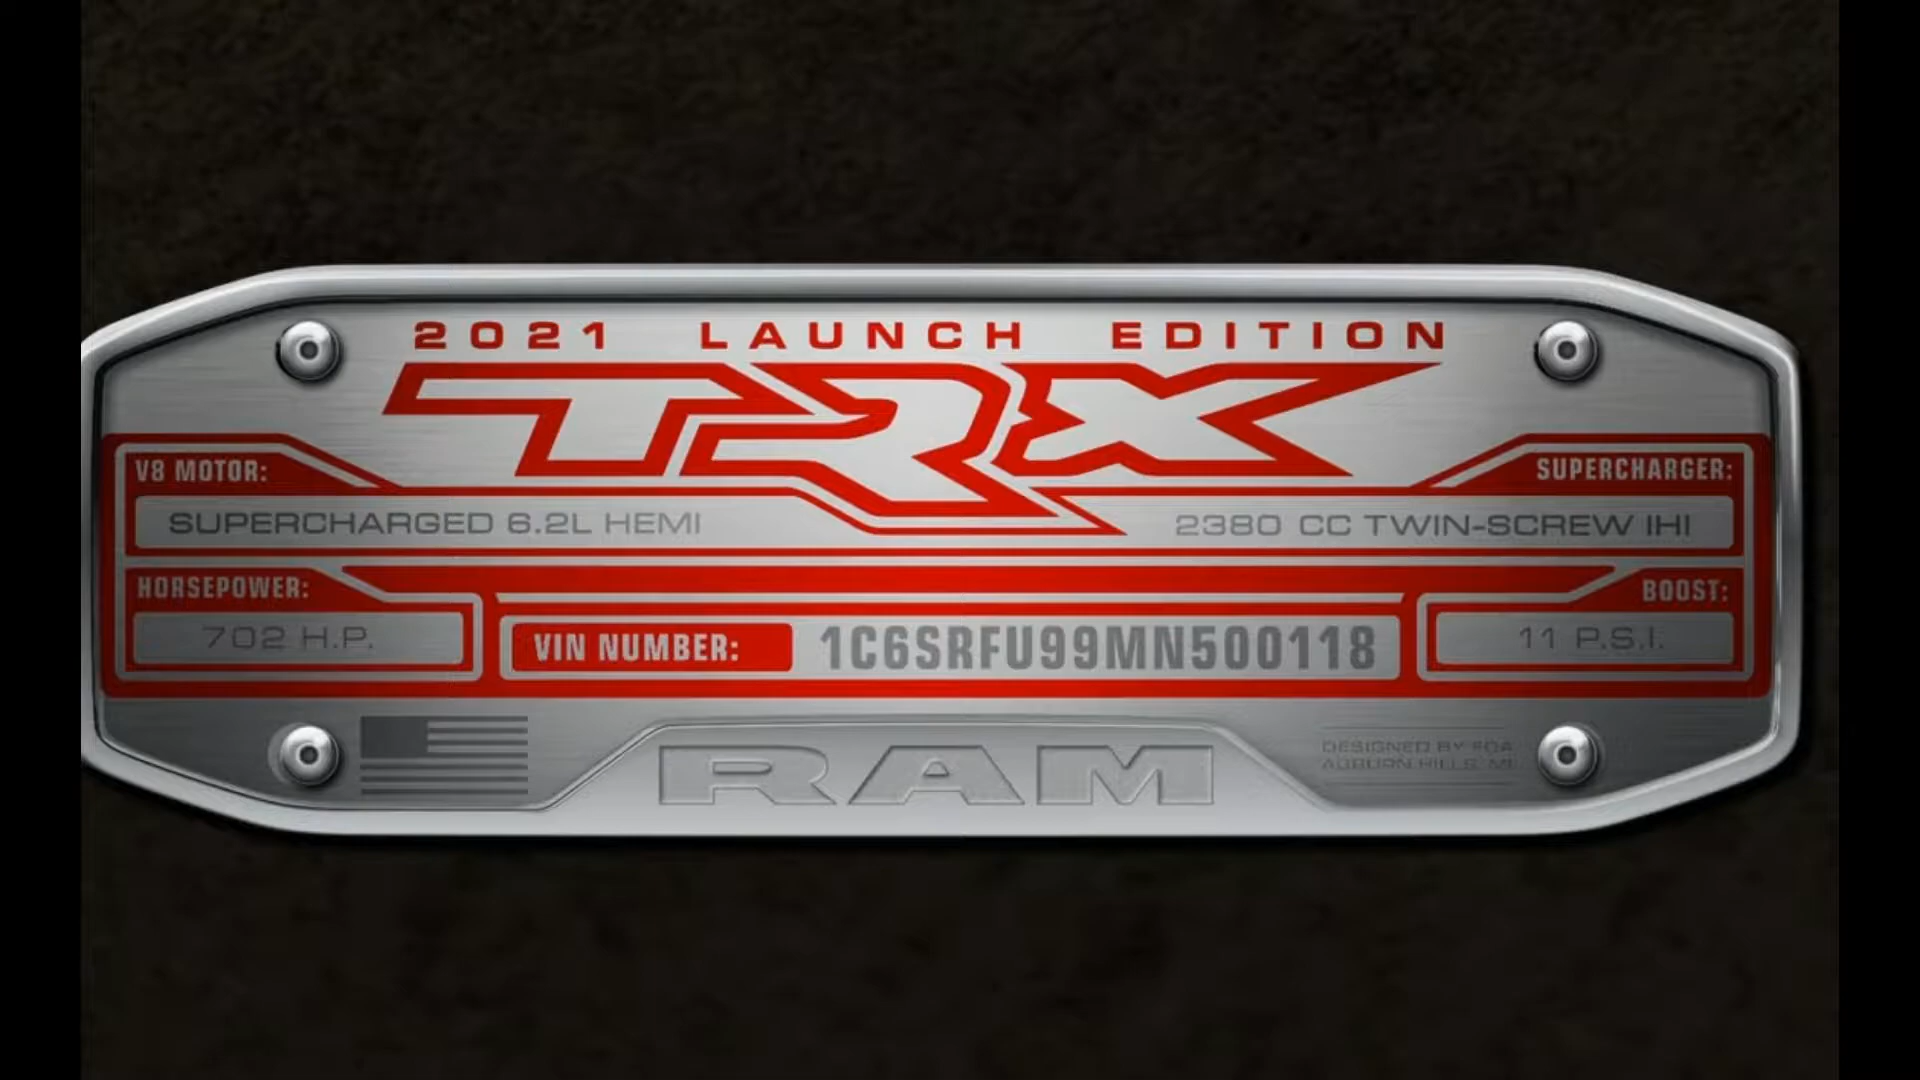 2021 LAUNCH EDITION
TRX
V8 MOTOR:
SUPERCHARGER:
SUPERCHARGED 6.2L HEMI
2380 CC TWIN-SCREW IHI
HORSEPOWER:
BOOST:
702 H.P.
VIN NUMBER: 1C6SRFU99MN500118
11 P.S.I.
RAM
DESIGNED BY FCA
AUBURN HILLS, MI